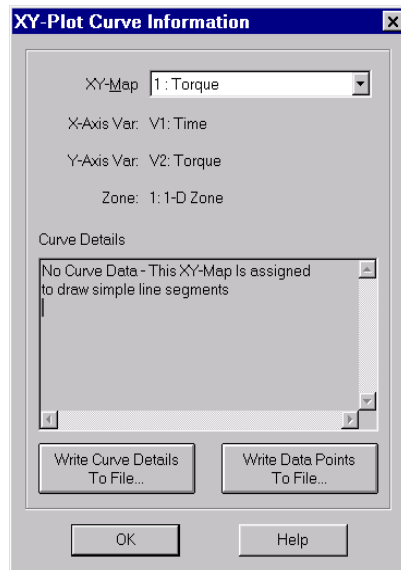 XY-Plot Curve Information
XY-Map 1 : Torque
X-Axis Var: V1: Time
Y-Axis Var: V2: Torque
Zone: 1: 1-D Zone
Curve Details
No Curve Data - This XY-Map Is assigned
to draw simple line segments
Write Curve Details
To File...
Write Data Points
To File...
OK
Help